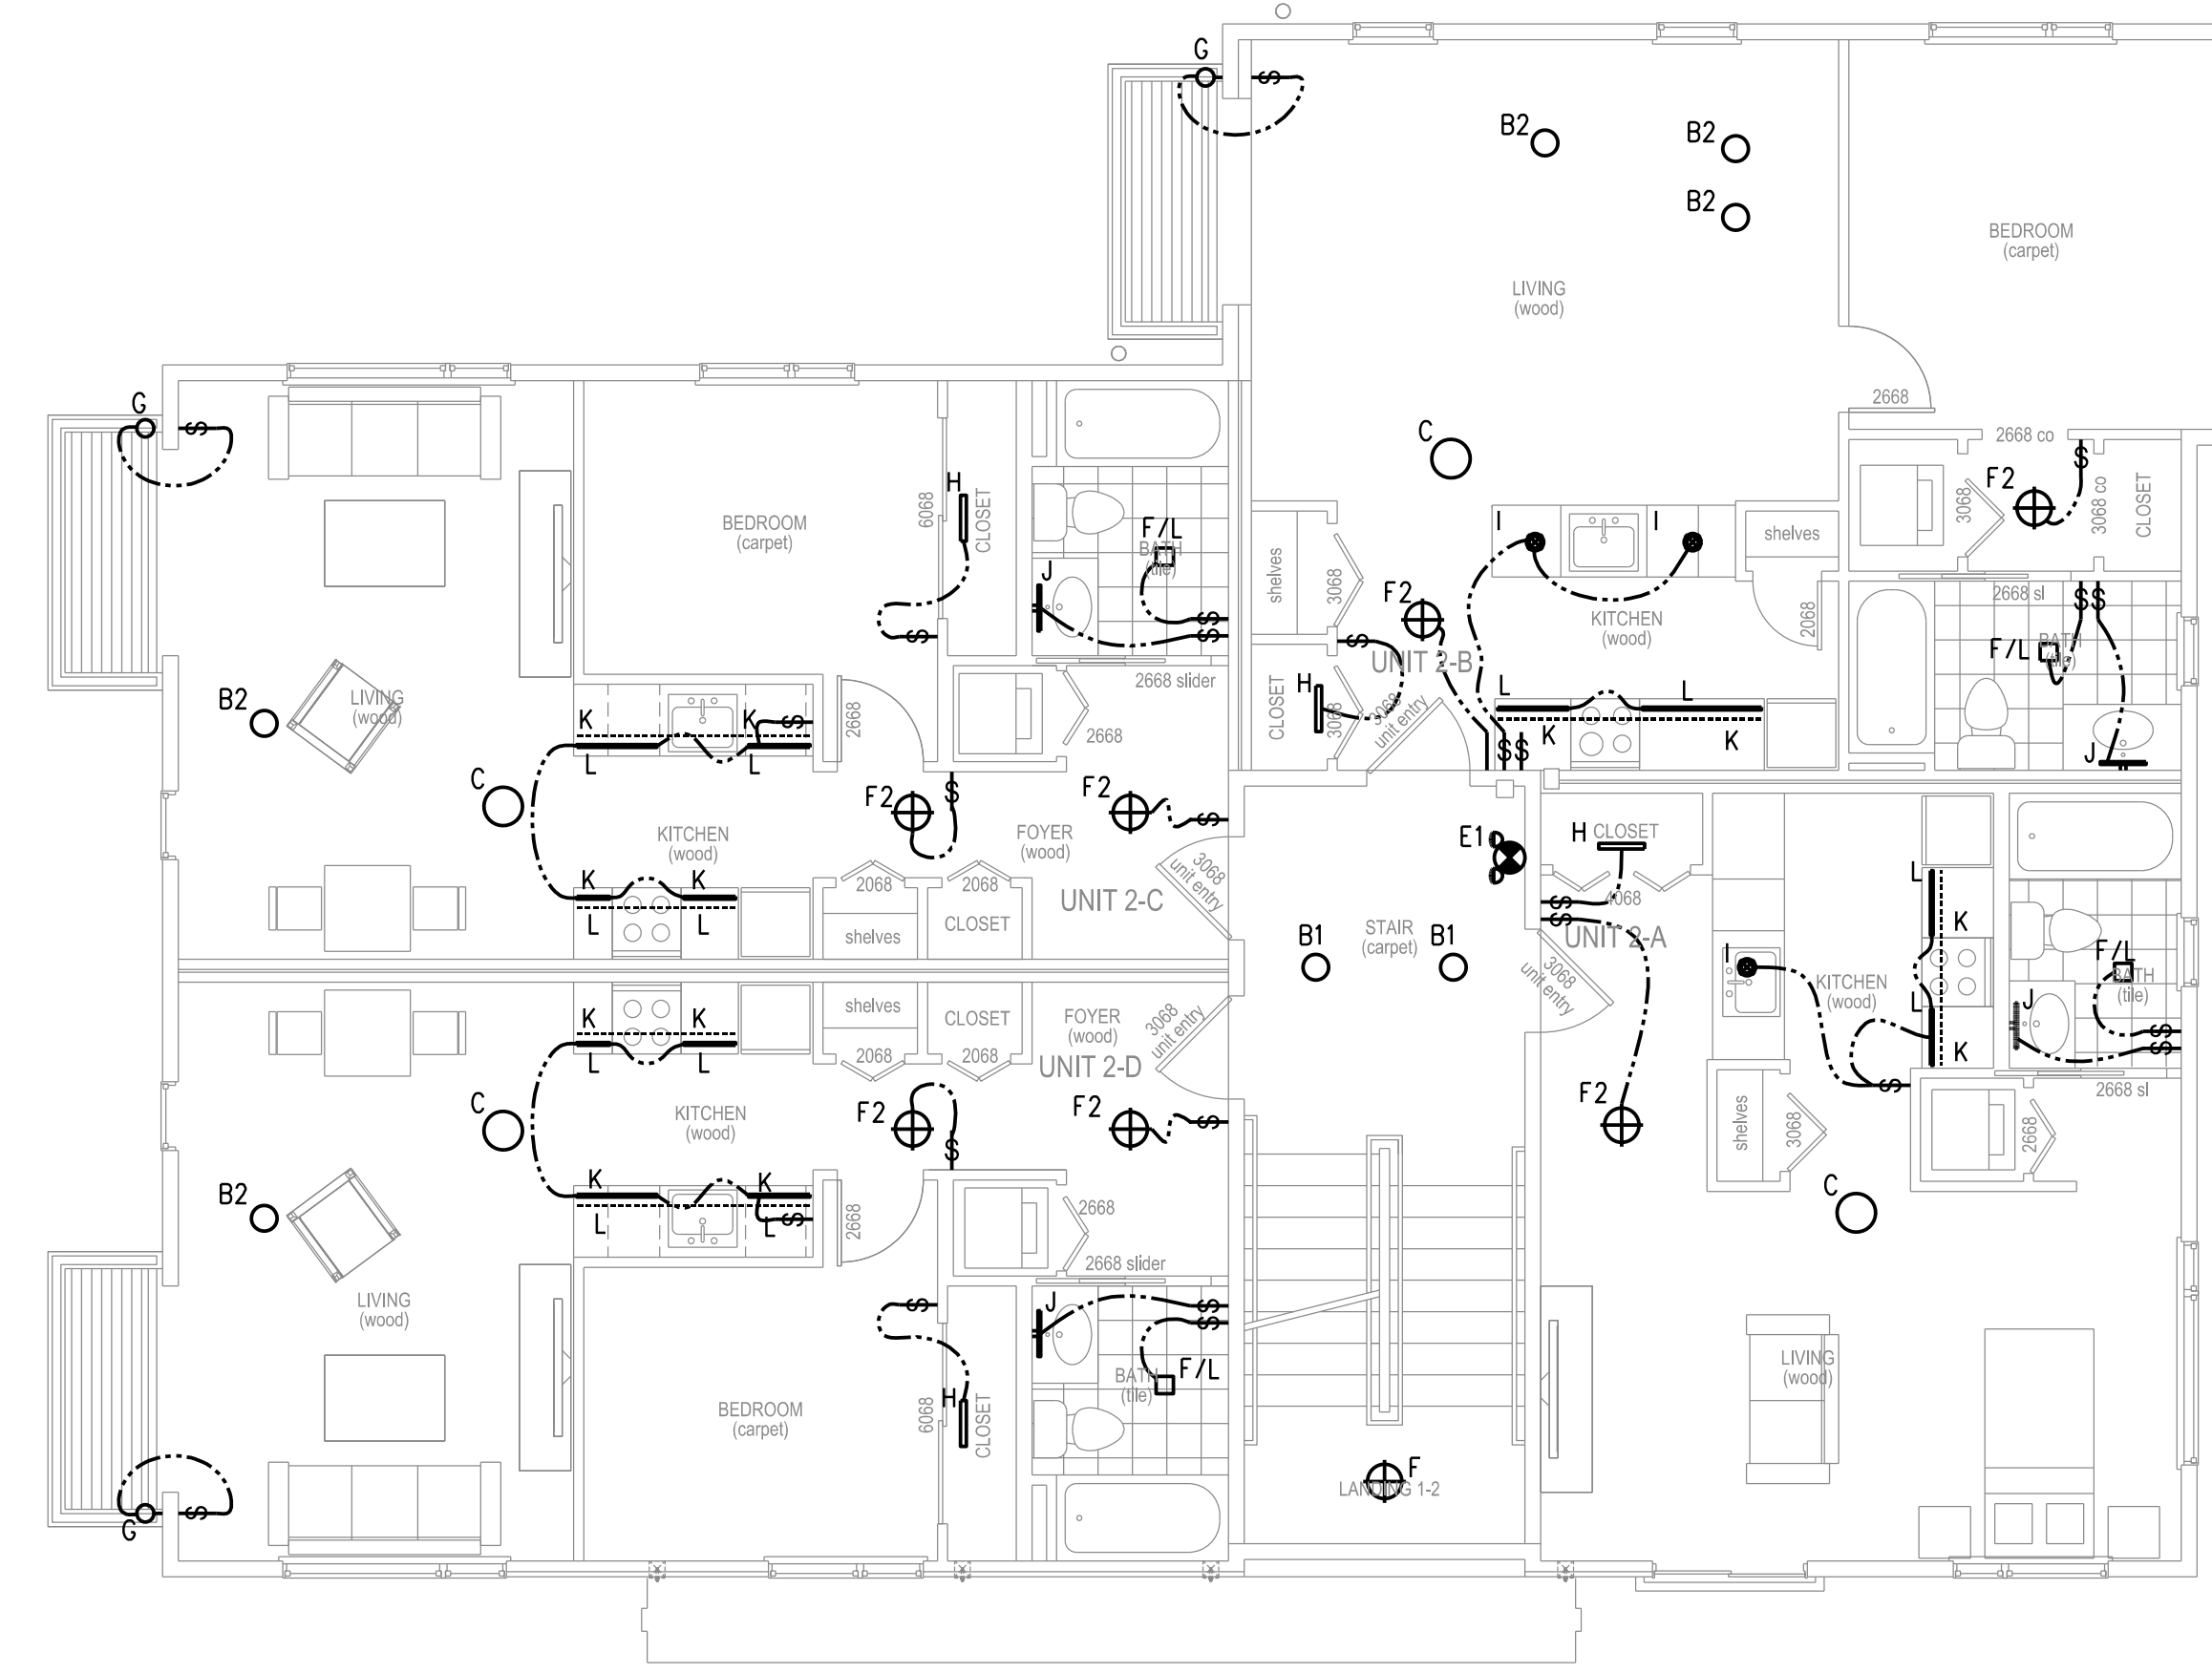 G
S
B2
B2
B2
BEDROOM
(carpet)
LIVING
(wood)
G
S
2668
C
2668 co
S
F2
3068
3068 co
CLOSET
H
6068
CLOSET
BEDROOM
(carpet)
F/L
BATH
(tile)
I
I
shelves
shelves
3068
J
F2
KITCHEN
(wood)
2068
2668 sl
SS
S
S
S
S
UNIT 2-B
F/L
BATH
(tile)
2668 slider
H
CLOSET
3068
3068
unit entry
L
L
K
K
B2
LIVING
(wood)
K
K
S
2668
2668
L
L
SS
J
C
F2
S
F2
S
KITCHEN
(wood)
FOYER
(wood)
E1
H
CLOSET
3068
unit entry
K
K
2068
2068
4068
S
S
L
K
L
L
shelves
CLOSET
UNIT 2-C
B1
STAIR
(carpet)
B1
UNIT 2-A
3068
unit entry
I
KITCHEN
(wood)
F/L
BATH
(tile)
K
K
shelves
CLOSET
FOYER
(wood)
3068
unit entry
L
J
L
L
2068
2068
UNIT 2-D
K
S
S
S
C
KITCHEN
(wood)
F2
F2
S
S
F2
shelves
3068
2668
2668 sl
B2
K
K
L
L
S
2668
2668
C
2668 slider
LIVING
(wood)
S
J
S
S
F/L
BATH
(tile)
LIVING
(wood)
BEDROOM
(carpet)
H
6068
CLOSET
F
LANDING 1-2
G
S